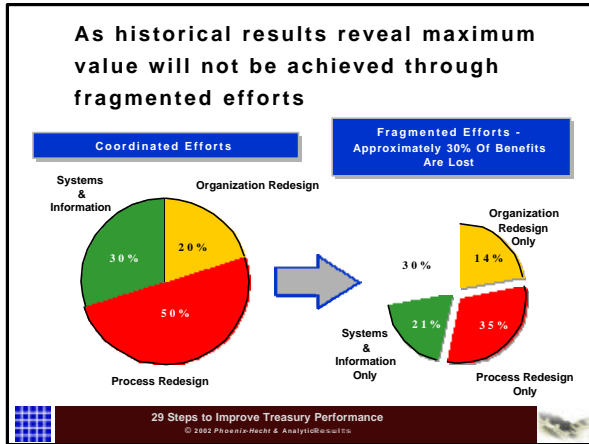 As historical results reveal maximum
value will not be achieved through
fragmented efforts
Coordinated Efforts
Fragmented Efforts -
Approximately 30% Of Benefits
Are Lost
Systems
&
Information
Organization Redesign
30%
20%
50%
Process Redesign
Organization
Redesign
Only
30%
14%
21%
35%
Systems
&
Information
Only
Process Redesign
Only
29 Steps to Improve Treasury Performance
© 2002 Phoenix-Hecht & AnalyticResults